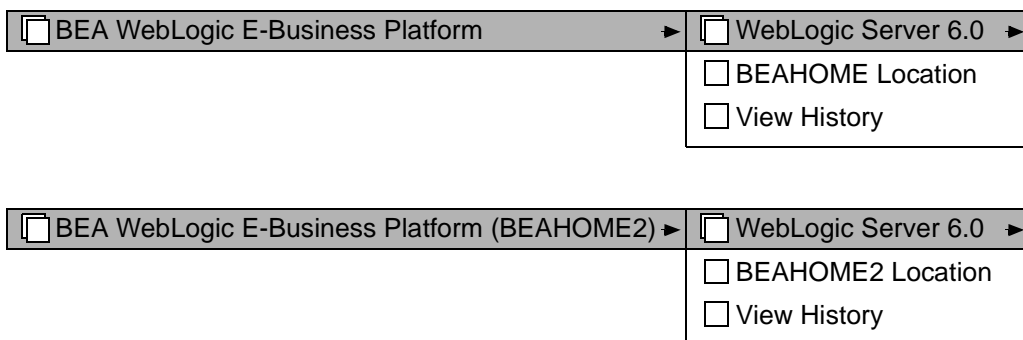 BEA WebLogic E-Business Platform WebLogic Server 6.0
BEAHOME Location
View History
BEA WebLogic E-Business Platform (BEAHOME2) WebLogic Server 6.0
BEAHOME2 Location
View History